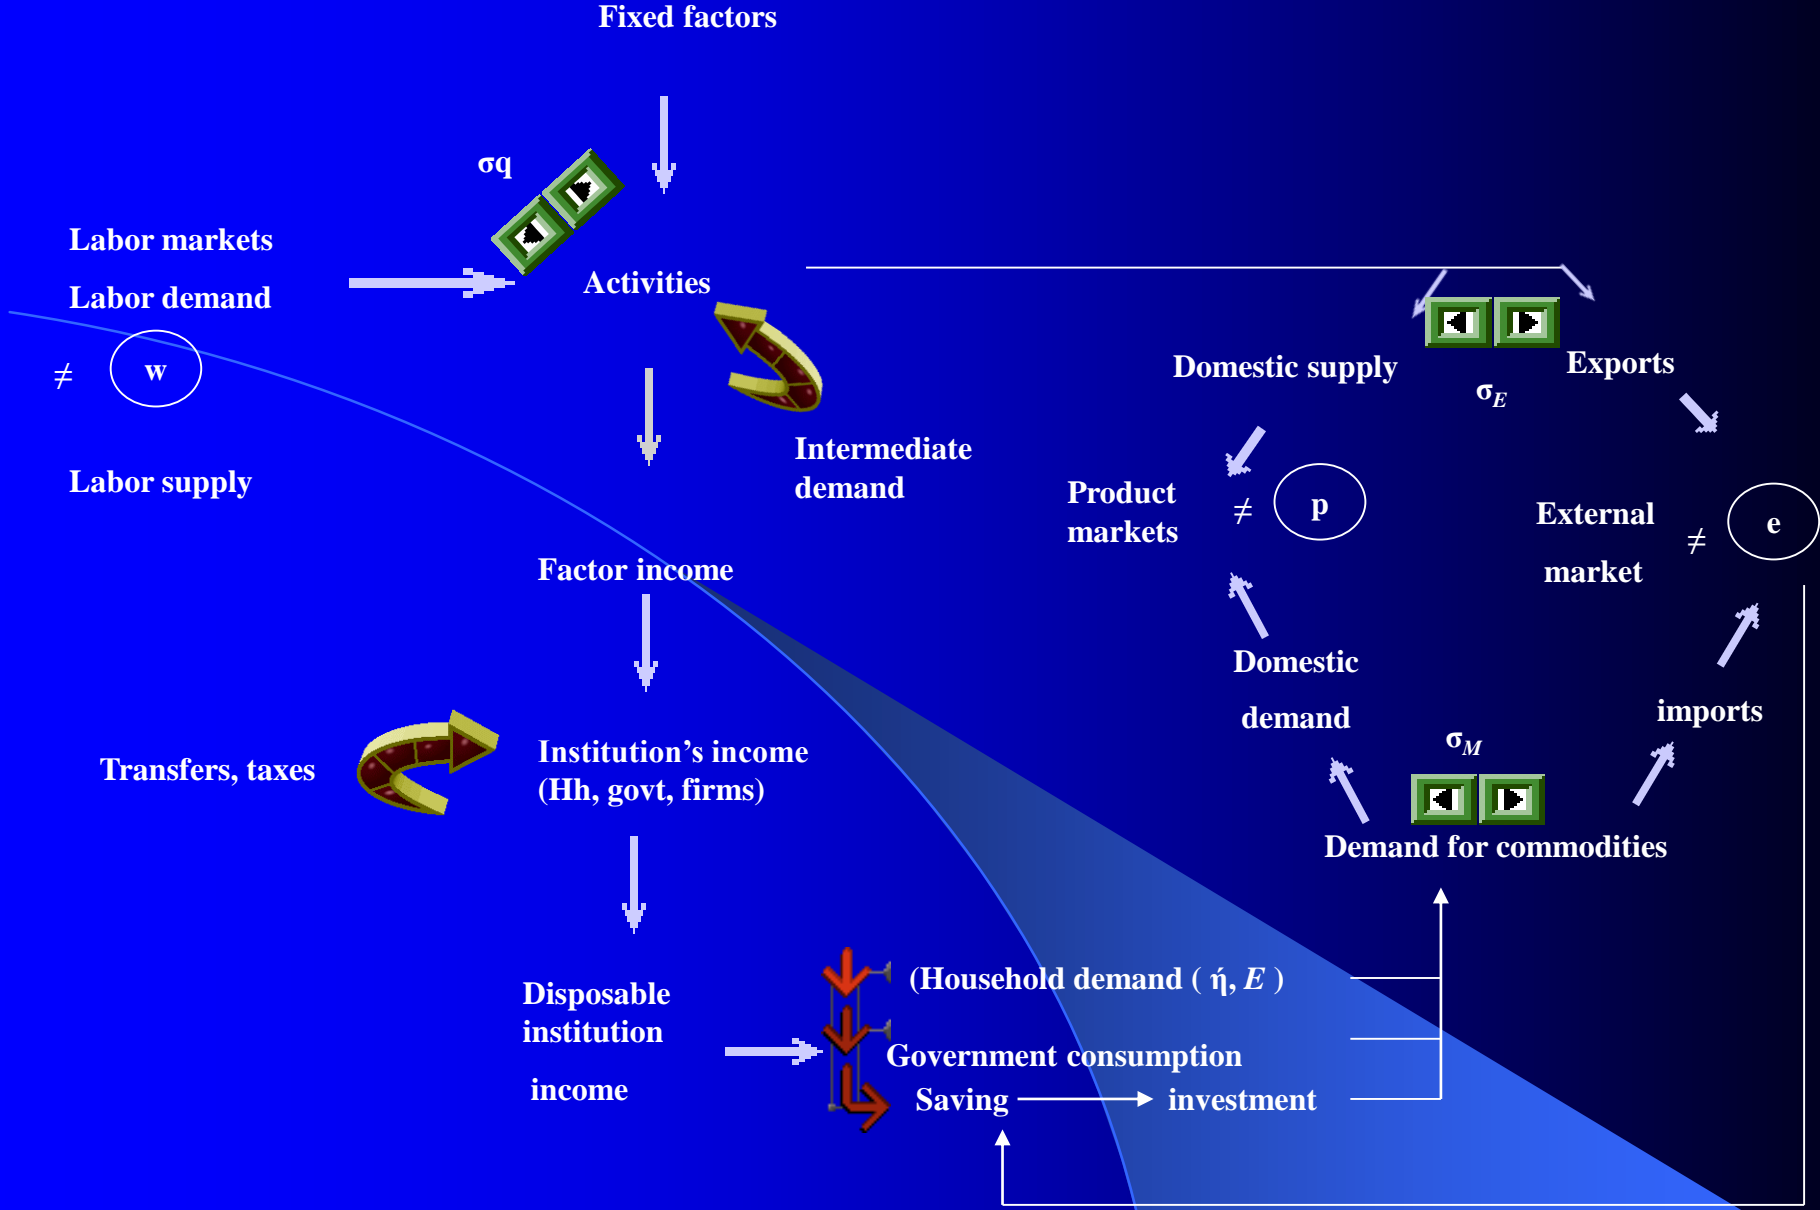 Fixed factors
σq
Labor markets
Labor demand
≠ w
Labor supply
Activities
Intermediate
demand
Domestic supply
Exports
σE
Product
markets
≠ p
External
market
≠ e
Factor income
Domestic
demand
imports
σM
Demand for commodities
Transfers, taxes
Institution’s income
(Hh, govt, firms)
Disposable
institution
income
(Household demand ( ή, E )
Government consumption
Saving
investment